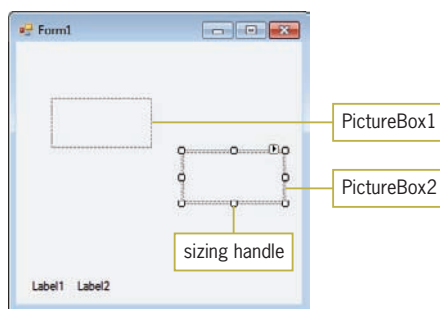 Form1
PictureBox1
PictureBox2
sizing handle
Label1 Label2